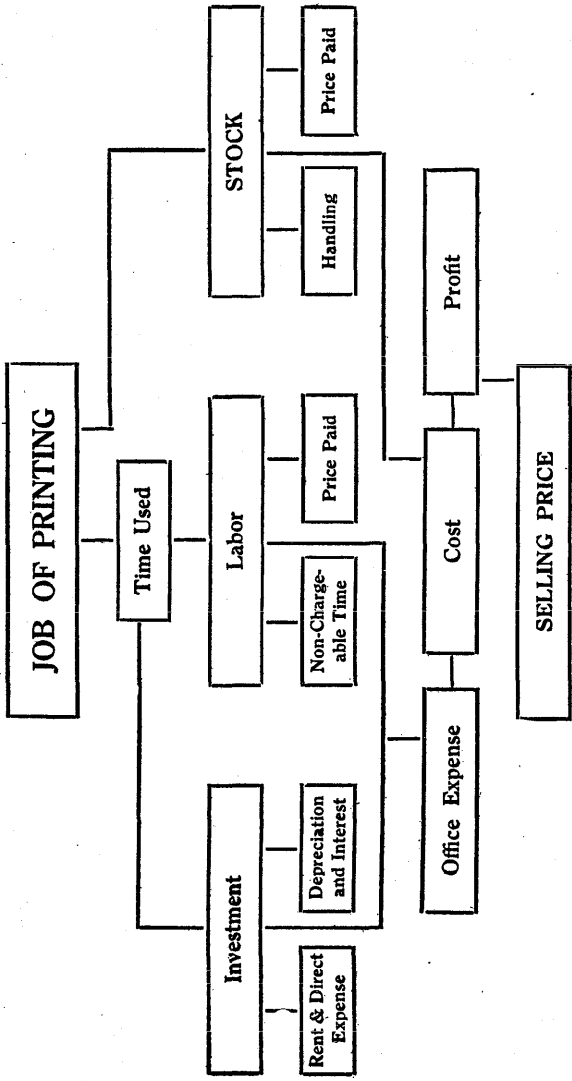 JOB OF PRINTING
Time Used
Investment
Labor
STOCK
Rent & Direct
Expense
Depreciation
and Interest
Non-Charge-
able Time
Price Paid
Handling
Price Paid
Office Expense
Cost
Profit
SELLING PRICE